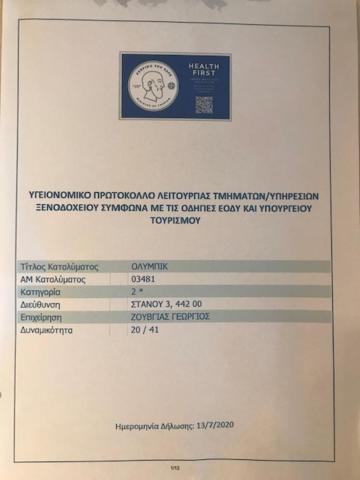 HEALTH
FIRST
ΥΓΕΙΟΝΟΜΙΚΟ ΠΡΩΤΟΚΟΛΛΟ ΛΕΙΤΟΥΡΓΙΑΣ ΤΜΗΜΑΤΩΝ/ΥΠΗΡΕΣΙΩΝ
ΞΕΝΟΔΟΧΕΙΟΥ ΣΥΜΦΩΝΑ ΜΕ ΤΙΣ ΟΔΗΓΙΕΣ ΕΟΔΥ ΚΑΙ ΥΠΟΥΡΓΕΙΟΥ
ΤΟΥΡΙΣΜΟΥ
Τίτλος Καταλύματος ΟΛΥΜΠΙΚ
ΑΜ Καταλύματος 03481
Κατηγορία 2 *
Διεύθυνση ΣΤΑΝΟΥ 3, 442 00
Επιχείρηση ΖΟΥΒΓΙΑΣ ΓΕΩΡΓΙΟΣ
Δυναμικότητα 20 / 41
Ημερομηνία Δήλωσης: 13/7/2020
1/13